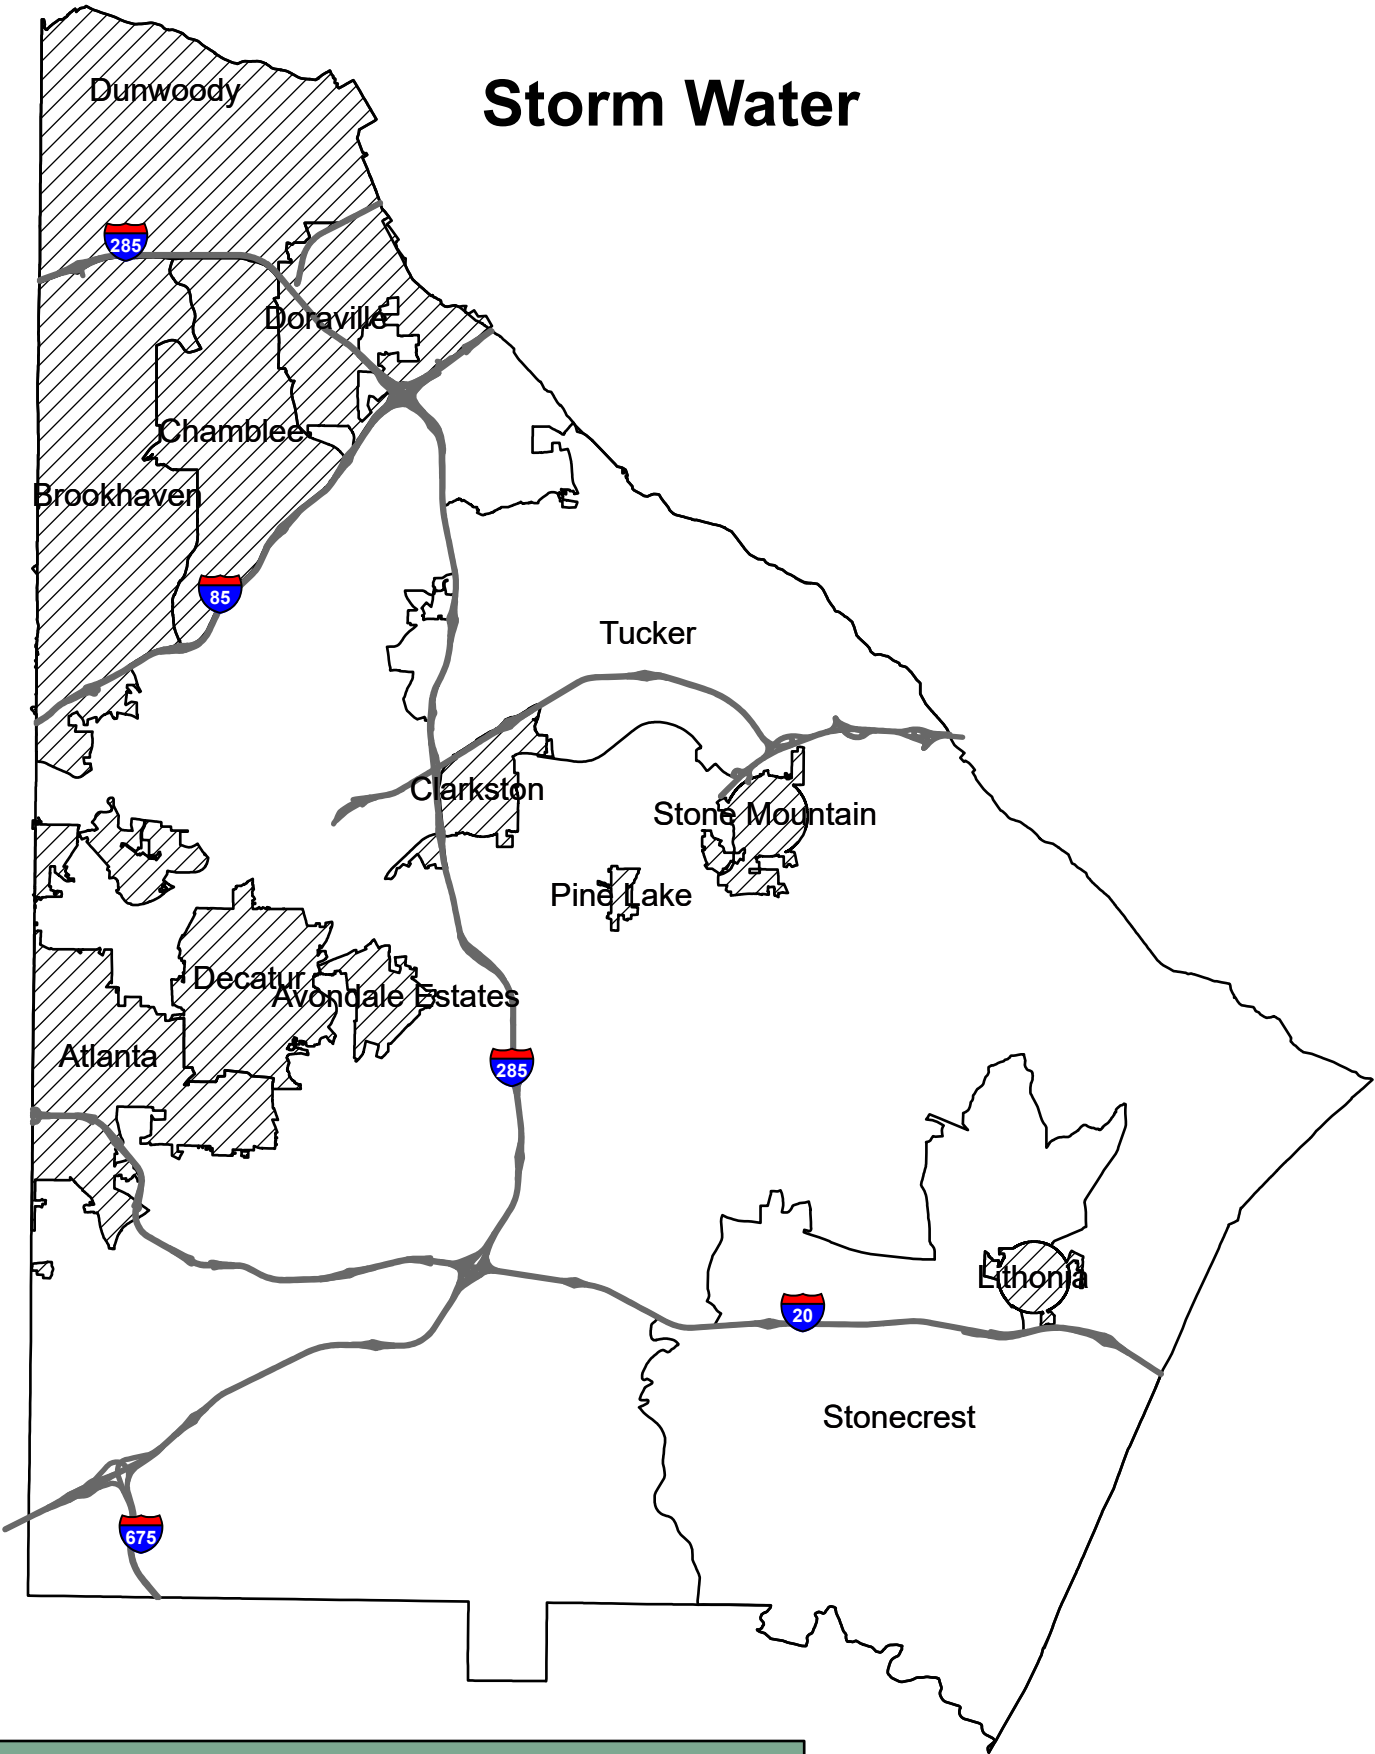 Storm Water
Dunwoody
285
Doraville
Chamblee
Brookhaven
85
Tucker
Clarkston
Stone Mountain
Pine Lake
Decatur
Avondale Estates
Atlanta
285
Lithonia
20
Stonecrest
675